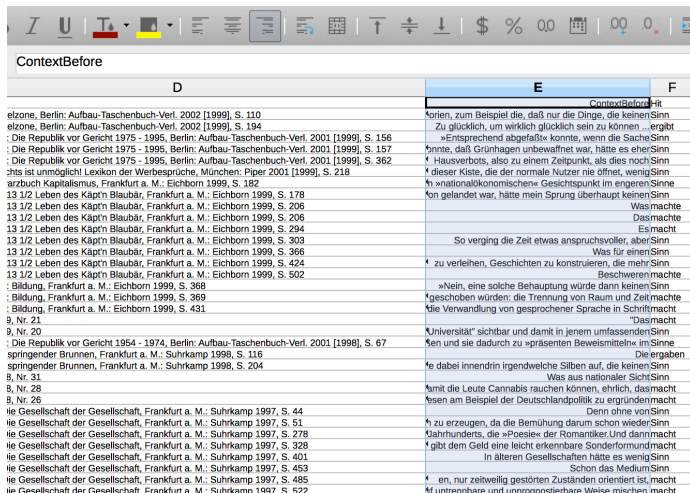 I U T $ % 0.0 .00 .0
ContextBefore
D E F
ContextBefore Hit
elzone, Berlin: Aufbau-Taschenbuch-Verl. 2002 [1999], S. 110 orien, zum Beispiel die, daß nur die Dinge, die keinen Sinn
elzone, Berlin: Aufbau-Taschenbuch-Verl. 2002 [1999], S. 194 Zu glücklich, um wirklich glücklich sein zu können ... ergibt
: Die Republik vor Gericht 1975 - 1995, Berlin: Aufbau-Taschenbuch-Verl. 2001 [1999], S. 156 »Entsprechend abgefaßt« konnte, wenn die Sache Sinn
: Die Republik vor Gericht 1975 - 1995, Berlin: Aufbau-Taschenbuch-Verl. 2001 [1999], S. 157 onnte, daß Grünhagen unbewaffnet war, hätte es eher Sinn
: Die Republik vor Gericht 1975 - 1995, Berlin: Aufbau-Taschenbuch-Verl. 2001 [1999], S. 362 Hausverbots, also zu einem Zeitpunkt, als dies noch Sinn
chts ist unmöglich! Lexikon der Werbesprüche, München: Piper 2001 [1999], S. 218 dieser Kiste, die der normale Nutzer nie öffnet, wenig Sinn
arzbuch Kapitalismus, Frankfurt a. M.: Eichborn 1999, S. 182 n »nationalökonomischen« Gesichtspunkt im engeren Sinne
13 1/2 Leben des Käpt'n Blaubär, Frankfurt a. M.: Eichborn 1999, S. 178 on gelandet war, hätte mein Sprung überhaupt keinen Sinn
13 1/2 Leben des Käpt'n Blaubär, Frankfurt a. M.: Eichborn 1999, S. 206 Was machte
13 1/2 Leben des Käpt'n Blaubär, Frankfurt a. M.: Eichborn 1999, S. 206 Das machte
13 1/2 Leben des Käpt'n Blaubär, Frankfurt a. M.: Eichborn 1999, S. 294 Es macht
13 1/2 Leben des Käpt'n Blaubär, Frankfurt a. M.: Eichborn 1999, S. 303 So verging die Zeit etwas anspruchsvoller, aber Sinn
13 1/2 Leben des Käpt'n Blaubär, Frankfurt a. M.: Eichborn 1999, S. 366 Was für einen Sinn
13 1/2 Leben des Käpt'n Blaubär, Frankfurt a. M.: Eichborn 1999, S. 424 zu verleihen, Geschichten zu konstruieren, die mehr Sinn
13 1/2 Leben des Käpt'n Blaubär, Frankfurt a. M.: Eichborn 1999, S. 502 Beschweren machte
: Bildung, Frankfurt a. M.: Eichborn 1999, S. 368 »Nein, eine solche Behauptung würde dann keinen Sinn
: Bildung, Frankfurt a. M.: Eichborn 1999, S. 369 geschoben würden: die Trennung von Raum und Zeit machte
: Bildung, Frankfurt a. M.: Eichborn 1999, S. 431 die Verwandlung von gesprochener Sprache in Schrift macht
9, Nr. 21 "Das macht
9, Nr. 20 Universität" sichtbar und damit in jenem umfassenden Sinn
: Die Republik vor Gericht 1954 - 1974, Berlin: Aufbau-Taschenbuch-Verl. 2001 [1998], S. 67 sen und sie dadurch zu »präsenten Beweismitteln« im Sinne
springender Brunnen, Frankfurt a. M.: Suhrkamp 1998, S. 116 Die ergaben
springender Brunnen, Frankfurt a. M.: Suhrkamp 1998, S. 204 e dabei innendrin irgendwelche Silben auf, die keinen Sinn
8, Nr. 31 Was aus nationaler Sicht Sinn
8, Nr. 28 amit die Leute Cannabis rauchen können, ehrlich, das macht
8, Nr. 26 esen am Beispiel der Deutschlandpolitik zu ergründen macht
ie Gesellschaft der Gesellschaft, Frankfurt a. M.: Suhrkamp 1997, S. 44 Denn ohne von Sinn
ie Gesellschaft der Gesellschaft, Frankfurt a. M.: Suhrkamp 1997, S. 51 n zu erzeugen, da die Bemühung darum schon wieder Sinn
ie Gesellschaft der Gesellschaft, Frankfurt a. M.: Suhrkamp 1997, S. 278 Jahrhunderts, die »Poesie« der Romantiker.Und dann macht
ie Gesellschaft der Gesellschaft, Frankfurt a. M.: Suhrkamp 1997, S. 328 gibt dem Geld eine leicht erkennbare Sonderform und macht
ie Gesellschaft der Gesellschaft, Frankfurt a. M.: Suhrkamp 1997, S. 401 In älteren Gesellschaften hätte es wenig Sinn
ie Gesellschaft der Gesellschaft, Frankfurt a. M.: Suhrkamp 1997, S. 453 Schon das Medium Sinn
ie Gesellschaft der Gesellschaft, Frankfurt a. M.: Suhrkamp 1997, S. 485 en, nur zeitweilig gestörten Zuständen orientiert ist, macht
ie Gesellschaft der Gesellschaft, Frankfurt a. M.: Suhrkamp 1997, S. 522 if untrennbare und unprognostierbare Weise mischen macht